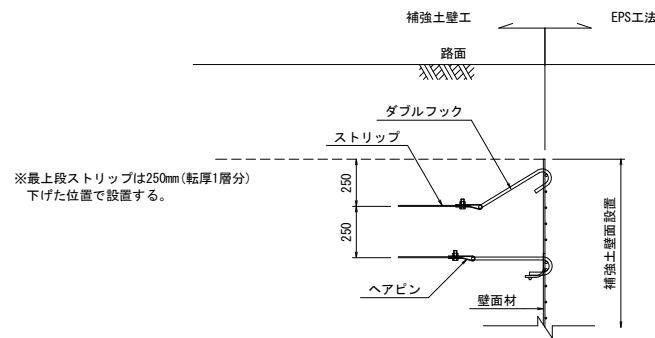 補強土壁工
EPS工法
路面
ダブルフック
ストリップ
※最上段ストリップは250mm(転厚1層分)
下げた位置で設置する。
250
250
補強土壁面設置
ヘアピン
壁面材